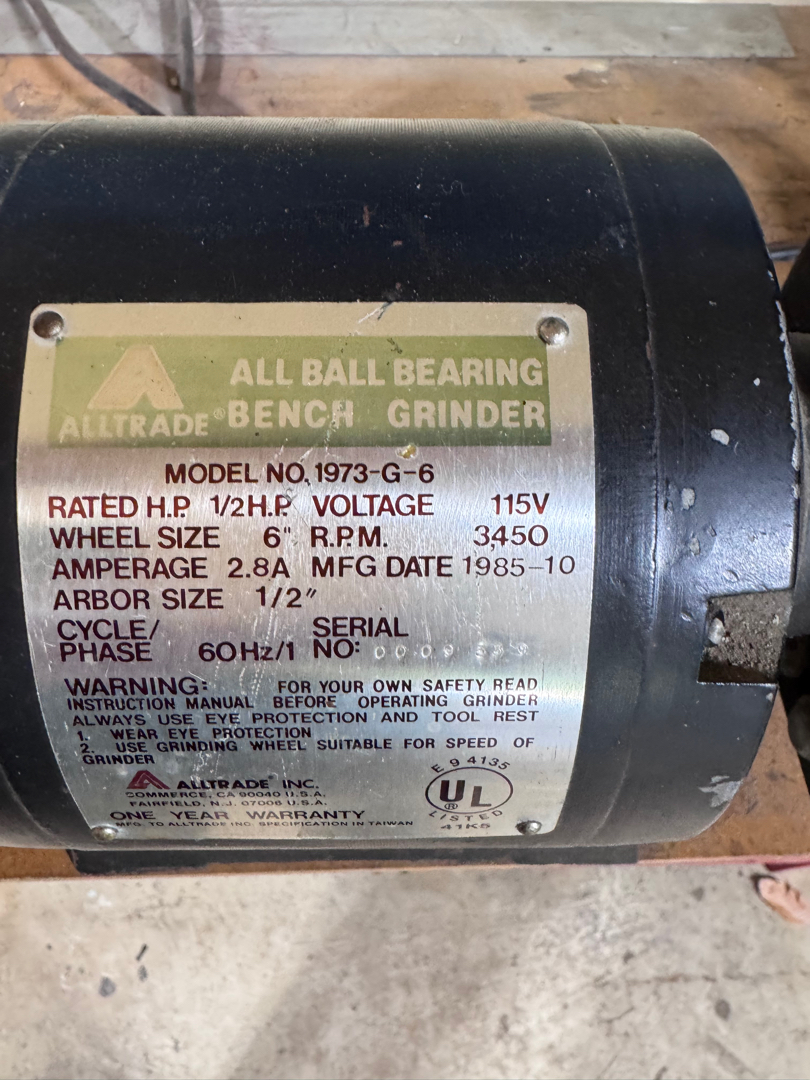 ALL BALL BEARING
ALLTRADE® BENCH GRINDER
MODEL NO. 1973-G-6
RATED H.P. 1/2H.P. VOLTAGE 115V
WHEEL SIZE 6" R.P.M. 3,450
AMPERAGE 2.8A MFG DATE 1985-10
ARBOR SIZE 1/2"
CYCLE/ SERIAL
PHASE 60Hz/1 NO:
WARNING: FOR YOUR OWN SAFETY READ
INSTRUCTION MANUAL BEFORE OPERATING GRINDER
ALWAYS USE EYE PROTECTION AND TOOL REST
1. WEAR EYE PROTECTION
2. USE GRINDING WHEEL SUITABLE FOR SPEED OF
GRINDER
ALLTRADE® INC.
COMMERCE, CA 90040 U.S.A.
FAIRFIELD, N.J. 07006 U.S.A.
ONE YEAR WARRANTY
MFG. TO ALLTRADE INC. SPECIFICATION IN TAIWAN
E 94135
UL®
LISTED
41K5